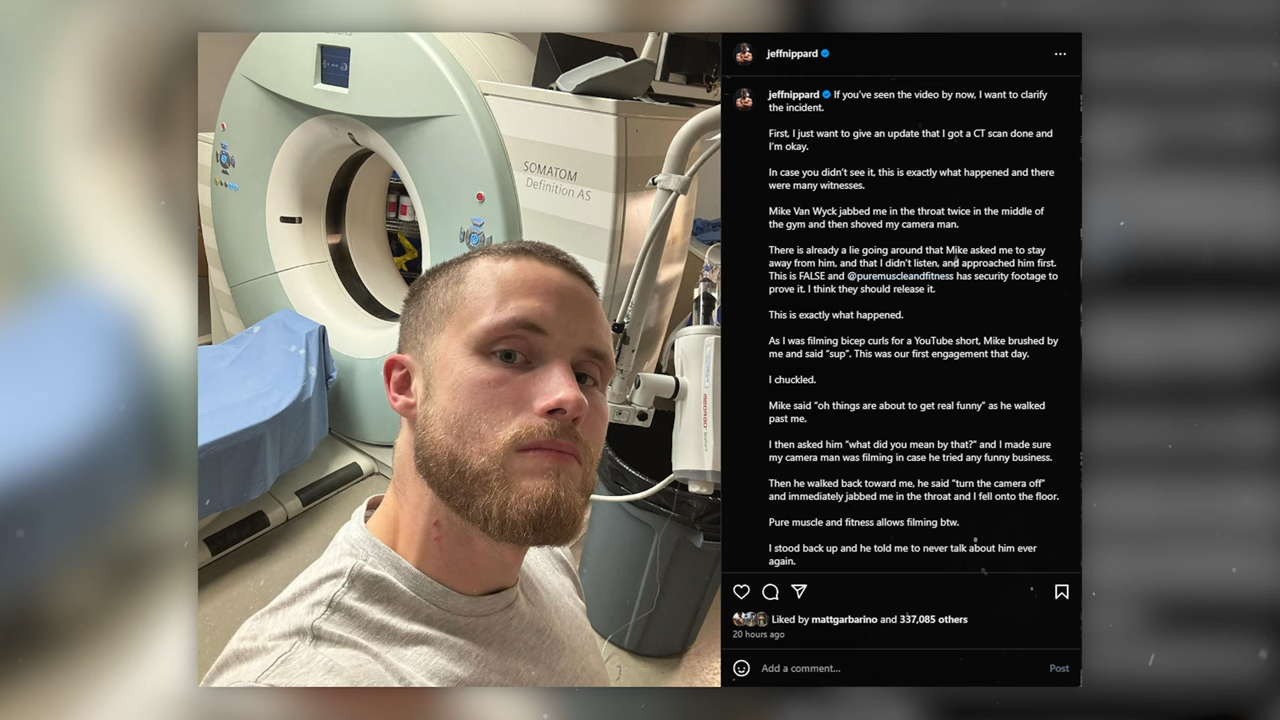 SOMATOM
Definition AS
jeffnippard
jeffnippard If you've seen the video by now, I want to clarify
the incident.
First, I just want to give an update that I got a CT scan done and
I'm okay.
In case you didn't see it, this is exactly what happened and there
were many witnesses.
Mike Van Wyck jabbed me in the throat twice in the middle of
the gym and then shoved my camera man.
There is already a lie going around that Mike asked me to stay
away from him, and that I didn't listen, and approached him first.
This is FALSE and @puremuscleandfitness has security footage to
prove it. I think they should release it.
This is exactly what happened.
As I was filming bicep curls for a YouTube short, Mike brushed by
me and said "sup". This was our first engagement that day.
I chuckled.
Mike said "oh things are about to get real funny" as he walked
past me.
I then asked him "what did you mean by that?" and I made sure
my camera man was filming in case he tried any funny business.
Then he walked back toward me, he said "turn the camera off"
and immediately jabbed me in the throat and I fell onto the floor.
Pure muscle and fitness allows filming btw.
I stood back up and he told me to never talk about him ever
again.
Liked by mattgarbarino and 337,085 others
20 hours ago
Add a comment...
Post